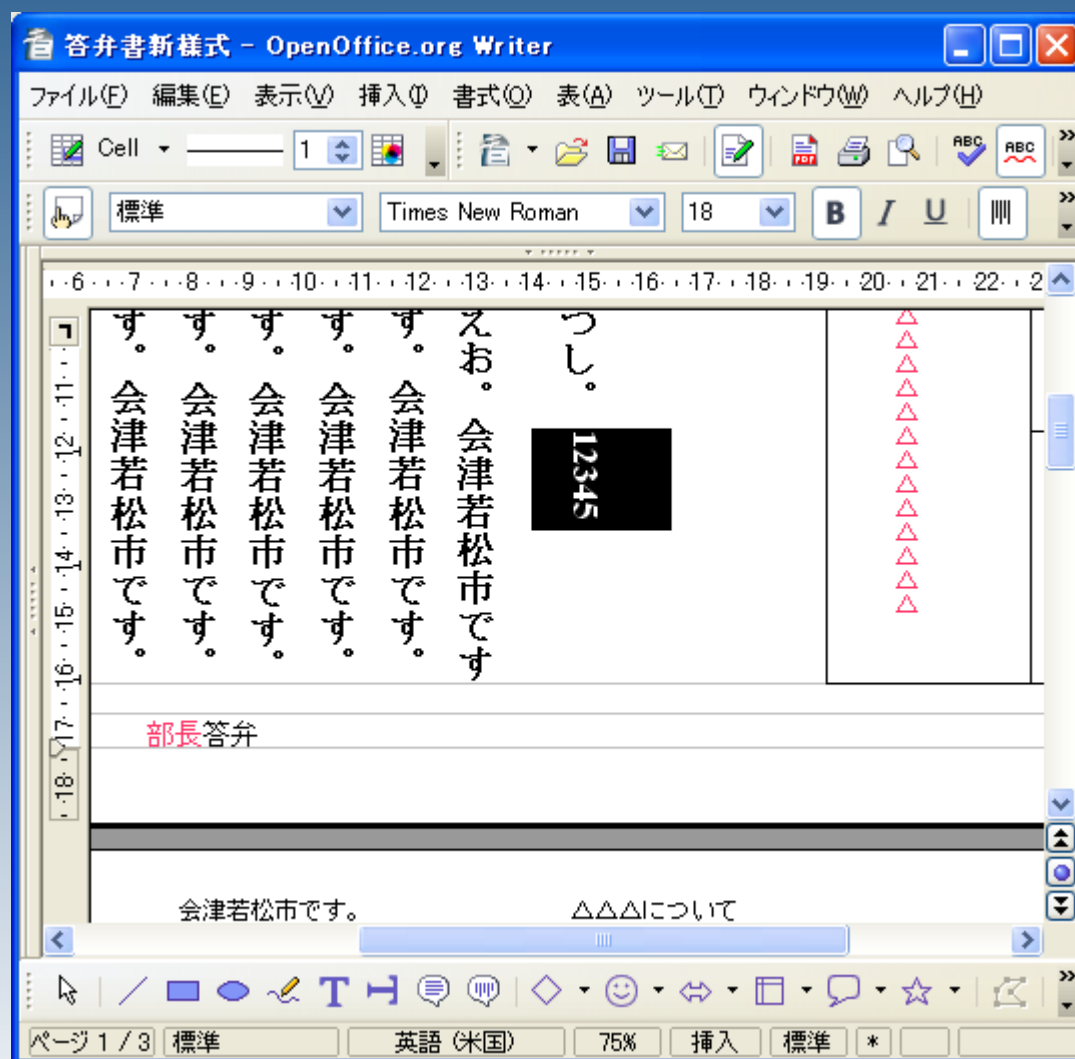 答弁書新様式 - OpenOffice.org Writer
ファイル(F) 編集(E) 表示(V) 挿入(I) 書式(O) 表(A) ツール(T) ウィンドウ(W) ヘルプ(H)
Cell 1 PDF ABC ABC
標準 Times New Roman 18 B I U
6 7 8 9 10 11 12 13 14 15 16 17 18 19 20 21 22 2
11 12 13 14 15 16 17 18
△△△△△△△△△△△△△
つし。
12345
えお。会津若松市です
す。会津若松市です。
す。会津若松市です。
す。会津若松市です。
す。会津若松市です。
す。会津若松市です。
部長答弁
会津若松市です。 △△△について
T
ページ 1 / 3 標準 英語 (米国) 75% 挿入 標準 *